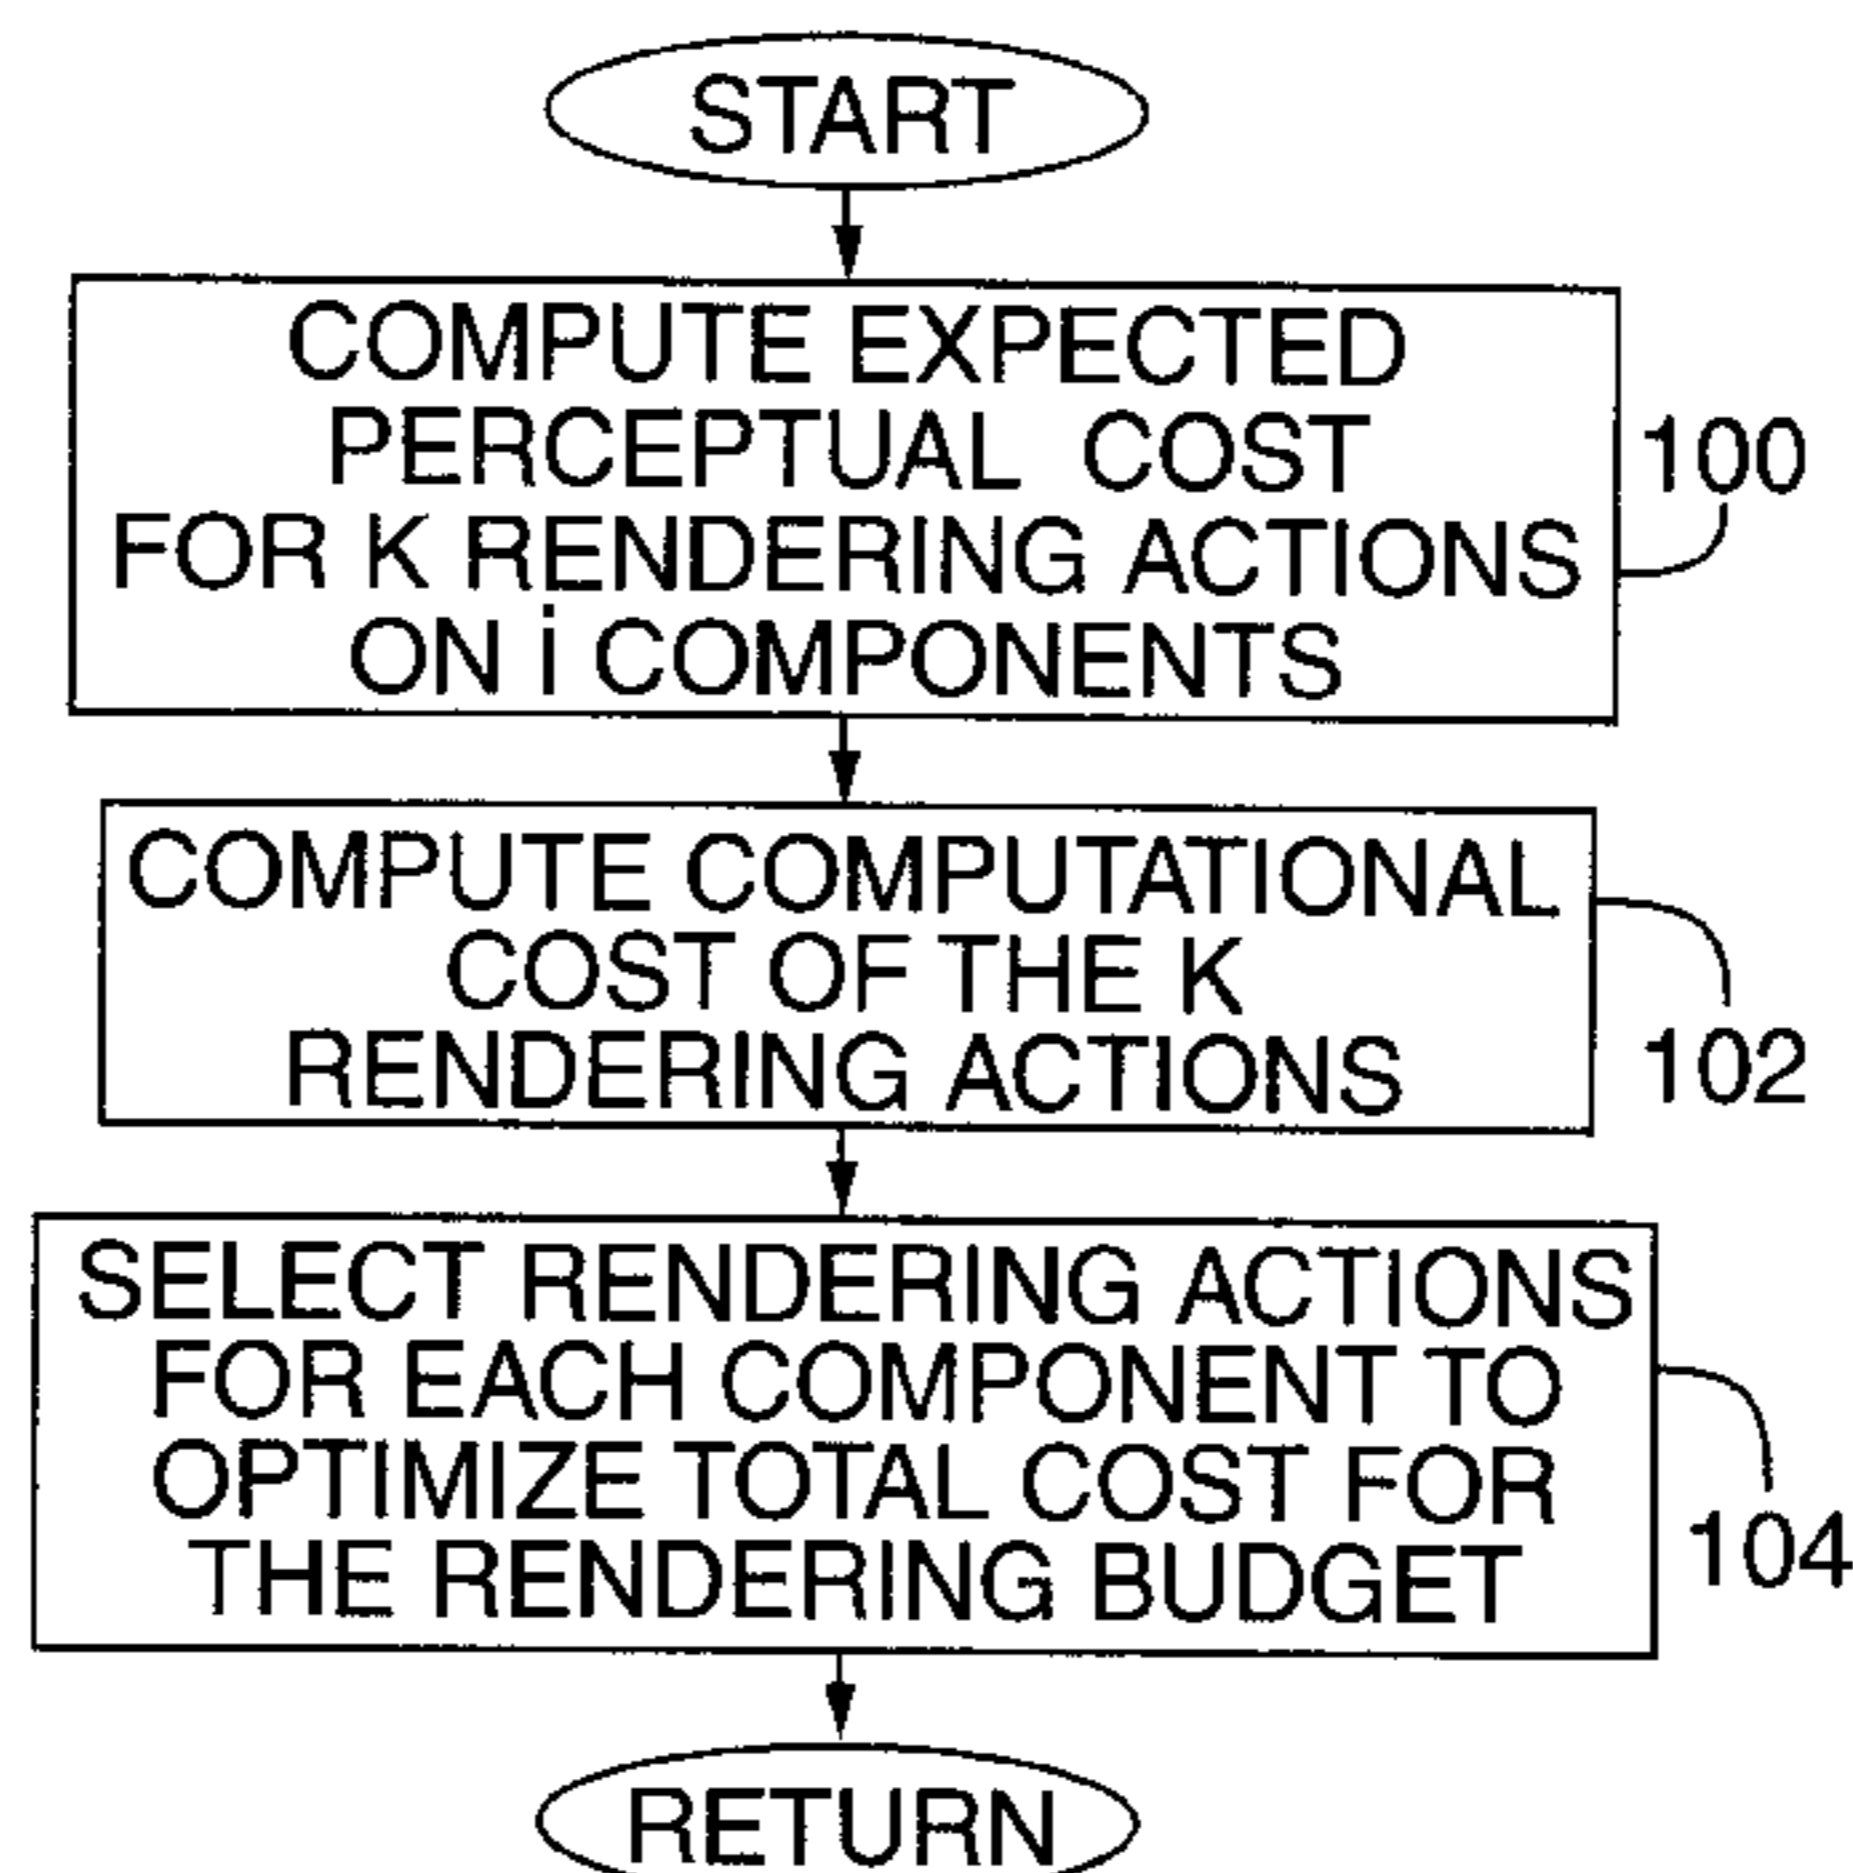 START
COMPUTE EXPECTED
PERCEPTUAL COST
FOR K RENDERING ACTIONS
ON i COMPONENTS
100
COMPUTE COMPUTATIONAL
COST OF THE K
RENDERING ACTIONS
102
SELECT RENDERING ACTIONS
FOR EACH COMPONENT TO
OPTIMIZE TOTAL COST FOR
THE RENDERING BUDGET
104
RETURN